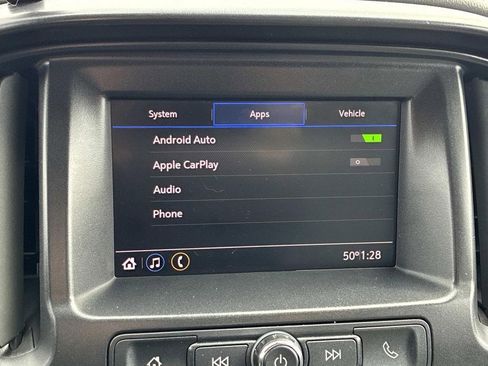 System Apps Vehicle
Android Auto I
Apple CarPlay O
Audio
Phone
50° 1:28